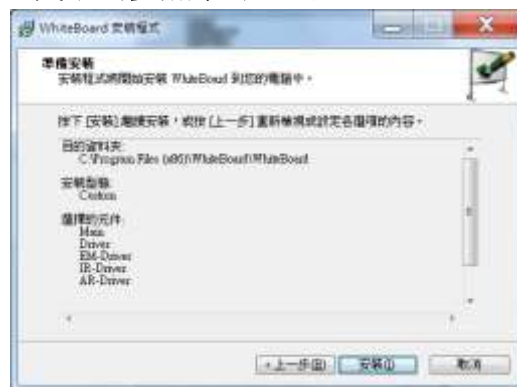 WhiteBoard 安裝程式
準備安裝
安裝程式將開始安裝 WhiteBoard 到您的電腦中。
按下 [安裝] 繼續安裝，或按 [上一步] 重新檢視或設定各選項的內容。
目的資料夾:
C:\Program Files (x86)\WhiteBoard\WhiteBoard
安裝型態:
Custom
選擇的元件:
Main
Driver
EM-Driver
IR-Driver
AR-Driver
< 上一步(B)
安裝(I)
取消